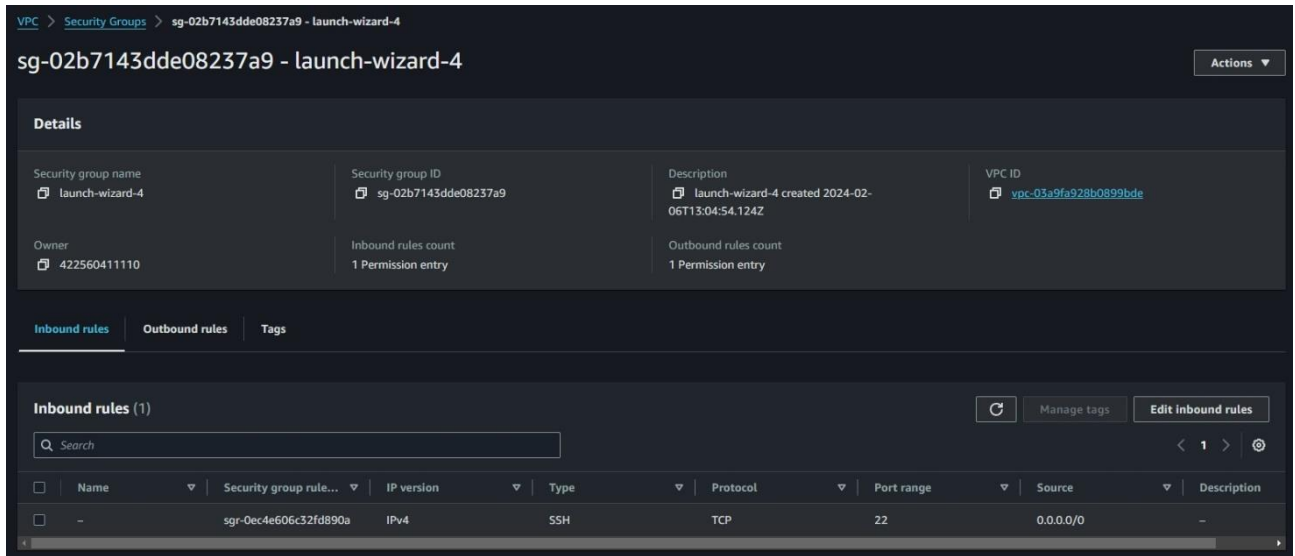 VPC > Security Groups > sg-02b7143dde08237a9 - launch-wizard-4
sg-02b7143dde08237a9 - launch-wizard-4
Actions
Details
Security group name
launch-wizard-4
Security group ID
sg-02b7143dde08237a9
Description
launch-wizard-4 created 2024-02-
06T13:04:54.124Z
VPC ID
vpc-03a9fa928b0899bde
Owner
422560411110
Inbound rules count
1 Permission entry
Outbound rules count
1 Permission entry
Inbound rules Outbound rules Tags
Inbound rules (1)
Manage tags Edit inbound rules
Search
< 1 >
Name Security group rule... IP version Type Protocol Port range Source Description
– sgr-0ec4e606c32fd890a IPv4 SSH TCP 22 0.0.0.0/0 –